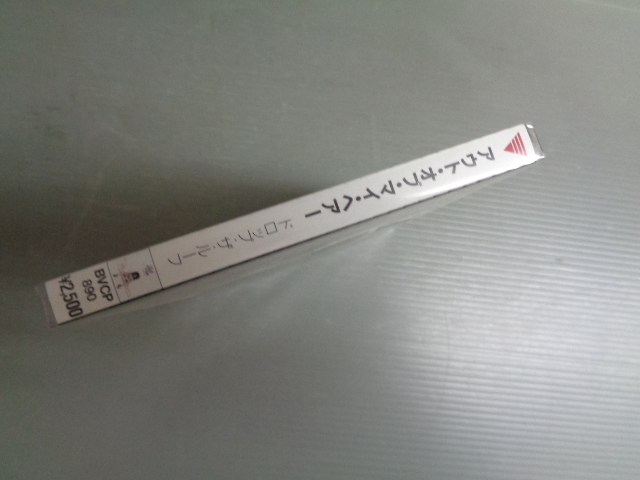 アウト・オブ・マイ・ヘアー
ドロップ・ザ・ルーフ
BVCP
890
¥2,500